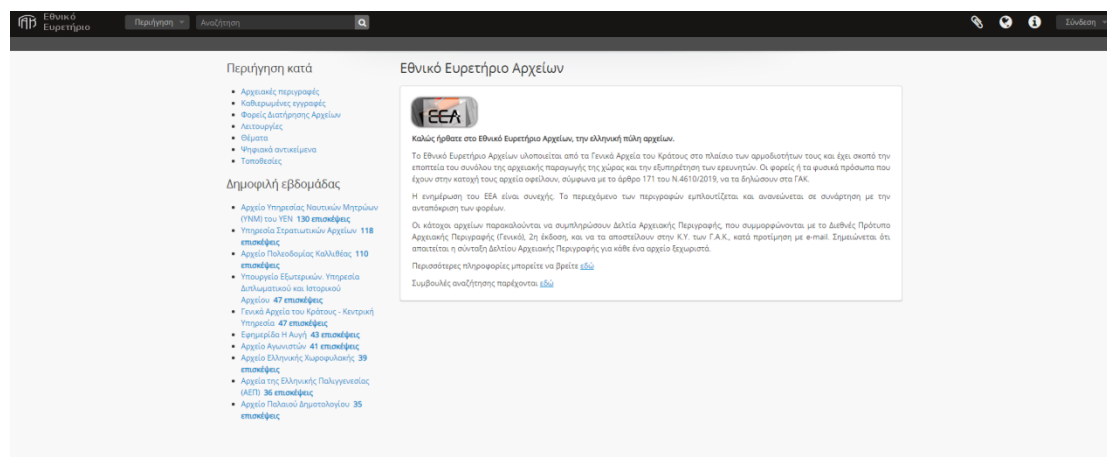 Εθνικό
Ευρετήριο
Περιήγηση
Αναζήτηση
Σύνδεση
Περιήγηση κατά
Αρχειακές περιγραφές
Καθιερωμένες εγγραφές
Φορείς Διατήρησης Αρχείων
Λειτουργίες
Θέματα
Ψηφιακά αντικείμενα
Τοποθεσίες
Δημοφιλή εβδομάδας
Αρχείο Υπηρεσίας Ναυτικών Μητρώων
(ΥΝΜ) του ΥΕΝ 130 επισκέψεις
Υπηρεσία Στρατιωτικών Αρχείων 118
επισκέψεις
Αρχείο Πολεοδομίας Καλλιθέας 110
επισκέψεις
Υπουργείο Εξωτερικών. Υπηρεσία
Διπλωματικού και Ιστορικού
Αρχείου 47 επισκέψεις
Γενικά Αρχεία του Κράτους - Κεντρική
Υπηρεσία 47 επισκέψεις
Εφημερίδα Η Αυγή 43 επισκέψεις
Αρχείο Αγωνιστών 41 επισκέψεις
Αρχείο Ελληνικής Χωροφυλακής 39
επισκέψεις
Αρχεία της Ελληνικής Παλιγγενεσίας
(ΑΕΠ) 36 επισκέψεις
Αρχείο Παλαιού Δημοτολογίου 35
επισκέψεις
Εθνικό Ευρετήριο Αρχείων
ΕΕΑ
Καλώς ήρθατε στο Εθνικό Ευρετήριο Αρχείων, την ελληνική πύλη αρχείων.
Το Εθνικό Ευρετήριο Αρχείων υλοποιείται από τα Γενικά Αρχεία του Κράτους στο πλαίσιο των αρμοδιοτήτων τους και έχει σκοπό την
εποπτεία του συνόλου της αρχειακής παραγωγής της χώρας και την εξυπηρέτηση των ερευνητών. Οι φορείς ή τα φυσικά πρόσωπα που
έχουν στην κατοχή τους αρχεία οφείλουν, σύμφωνα με το άρθρο 171 του Ν.4610/2019, να τα δηλώσουν στα ΓΑΚ.
Η ενημέρωση του ΕΕΑ είναι συνεχής. Το περιεχόμενο των περιγραφών εμπλουτίζεται και ανανεώνεται σε συνάρτηση με την
ανταπόκριση των φορέων.
Οι κάτοχοι αρχείων παρακαλούνται να συμπληρώσουν Δελτία Αρχειακής Περιγραφής, που συμμορφώνονται με το Διεθνές Πρότυπο
Αρχειακής Περιγραφής (Γενικό), 2η έκδοση, και να τα αποστείλουν στην Κ.Υ. των Γ.Α.Κ., κατά προτίμηση με e-mail. Σημειώνεται ότι
απαιτείται η σύνταξη Δελτίου Αρχειακής Περιγραφής για κάθε ένα αρχείο ξεχωριστά.
Περισσότερες πληροφορίες μπορείτε να βρείτε εδώ
Συμβουλές αναζήτησης παρέχονται εδώ